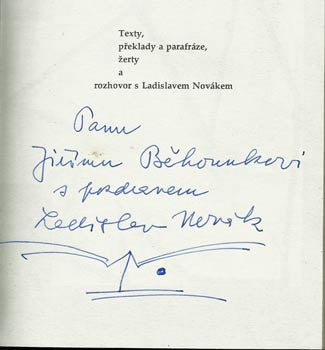 Texty,
překlady a parafráze,
žerty
a
rozhovor s Ladislavem Novákem
Panu
Jiřímu Běhounkovi
s pozdravem
Ladislav Novák